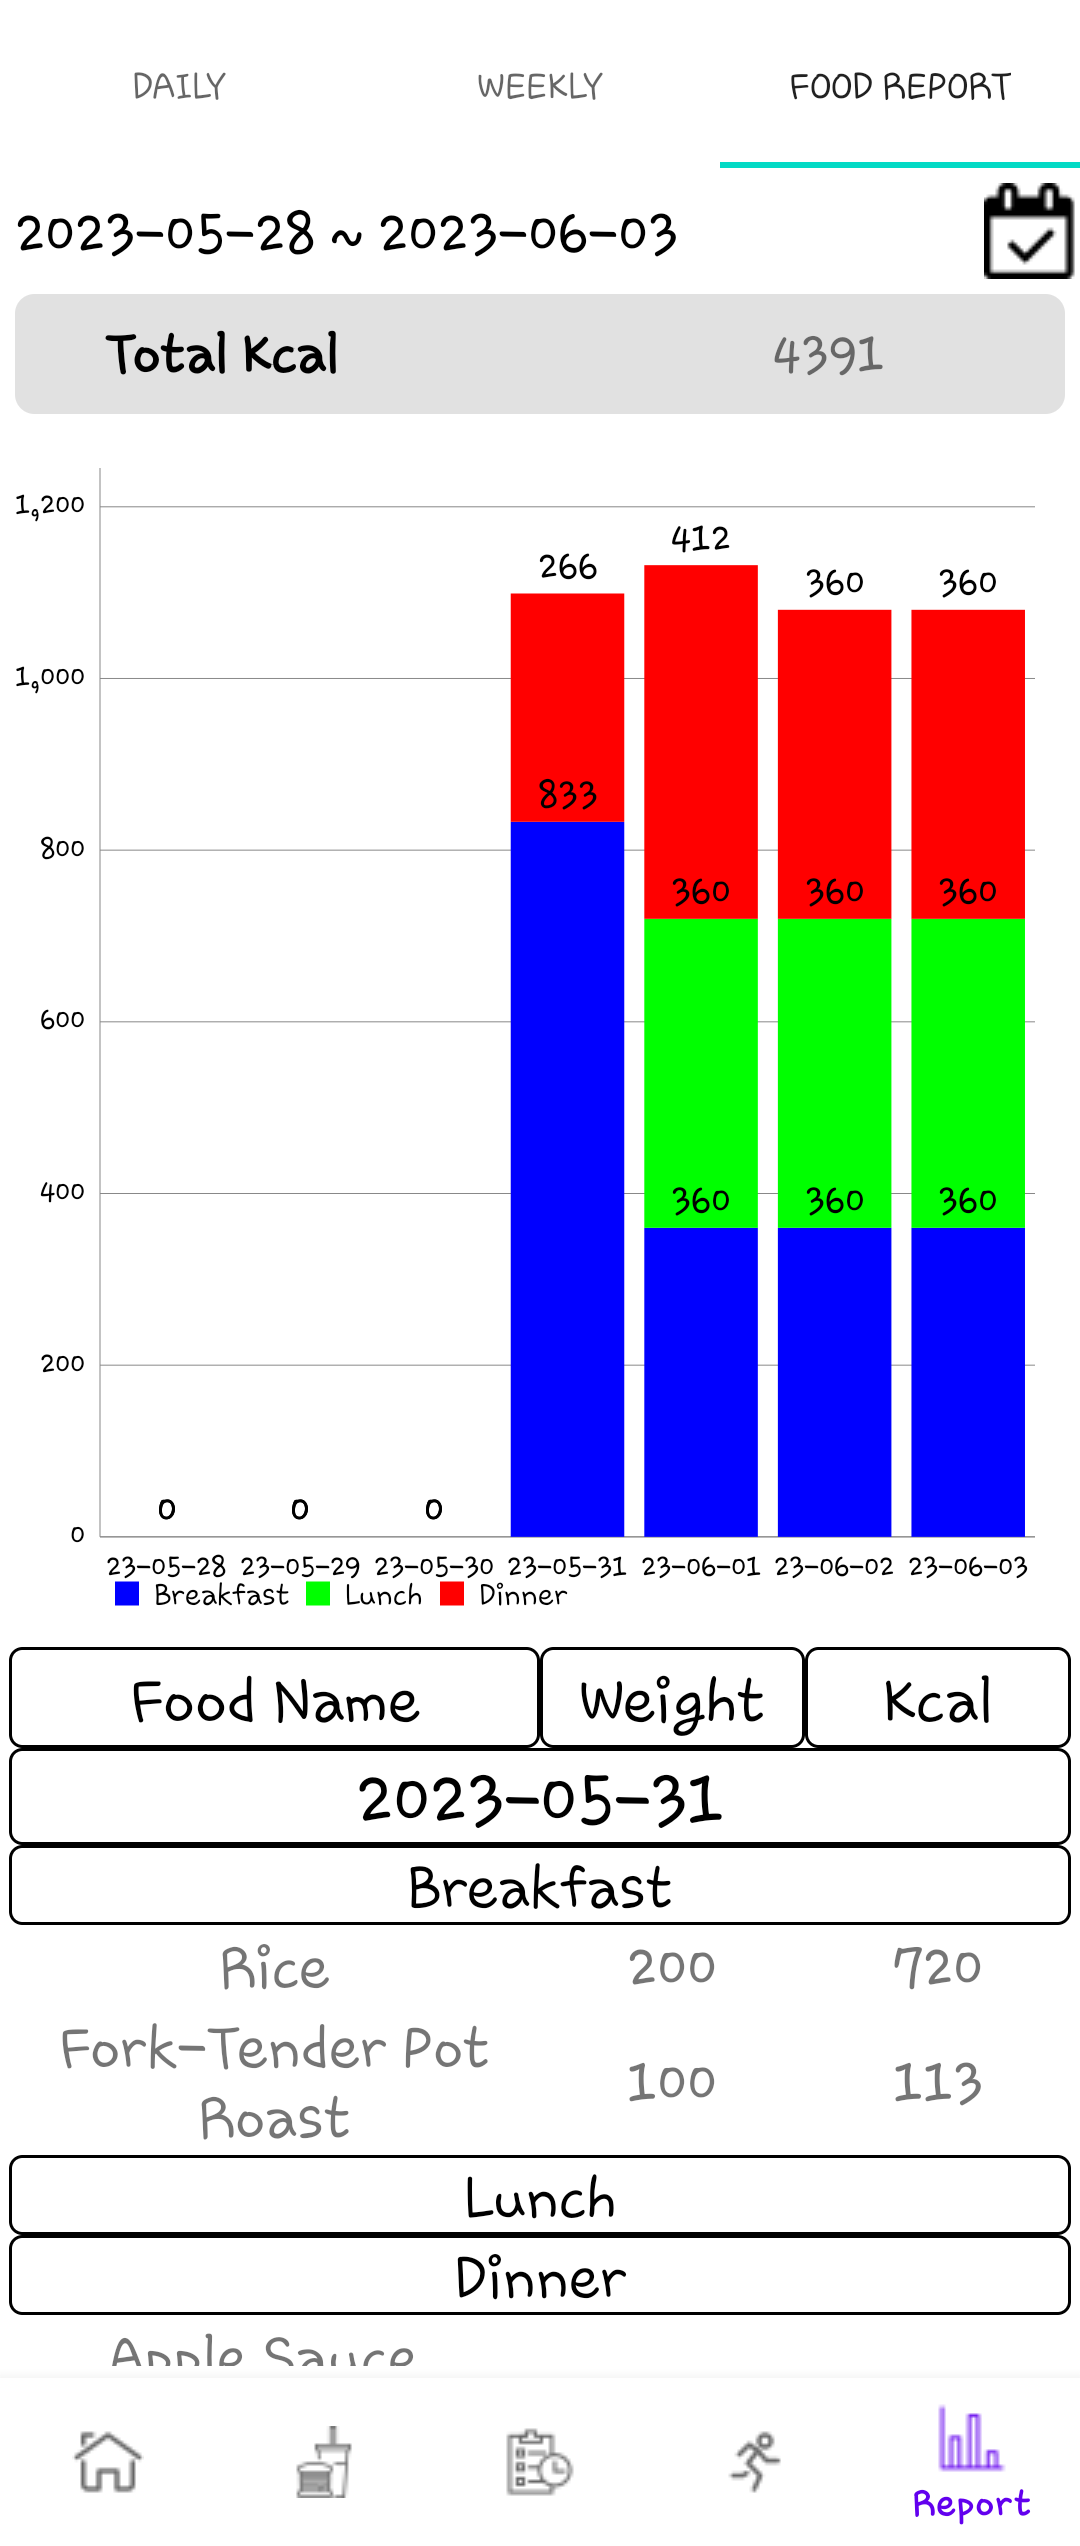 DAILY WEEKLY FOOD REPORT
2023-05-28 ~ 2023-06-03
Total Kcal 4391
1,200
412
266 360 360
1,000
833
800
360 360 360
600
400
360 360 360
200
0 0 0
0
23-05-28 23-05-29 23-05-30 23-05-31 23-06-01 23-06-02 23-06-03
Breakfast Lunch Dinner
Food Name Weight Kcal
2023-05-31
Breakfast
Rice 200 720
Fork-Tender Pot
Roast 100 113
Lunch
Dinner
Apple Sauce
Report